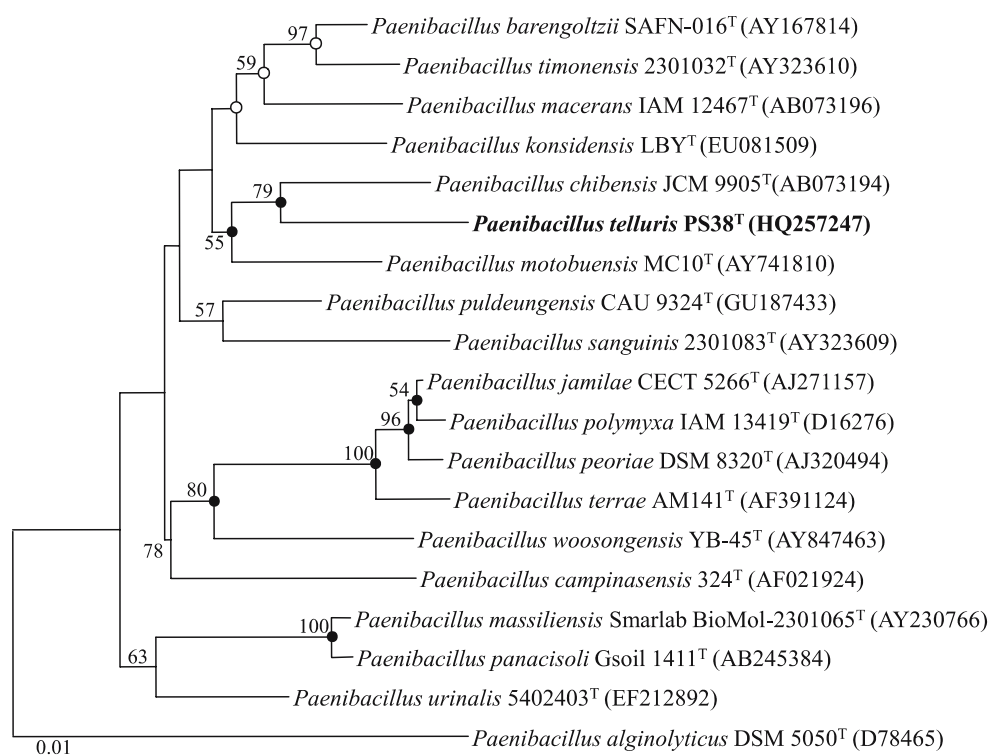 97 Paenibacillus barengoltzii SAFN-016ᵀ (AY167814)
59 Paenibacillus timonensis 2301032ᵀ (AY323610)
Paenibacillus macerans IAM 12467ᵀ (AB073196)
Paenibacillus konsidensis LBYᵀ (EU081509)
79 Paenibacillus chibensis JCM 9905ᵀ(AB073194)
Paenibacillus telluris PS38ᵀ (HQ257247)
55
Paenibacillus motobuensis MC10ᵀ (AY741810)
57 Paenibacillus puldeungensis CAU 9324ᵀ (GU187433)
Paenibacillus sanguinis 2301083ᵀ (AY323609)
54 Paenibacillus jamilae CECT 5266ᵀ (AJ271157)
96 Paenibacillus polymyxa IAM 13419ᵀ (D16276)
100 Paenibacillus peoriae DSM 8320ᵀ (AJ320494)
80 Paenibacillus terrae AM141ᵀ (AF391124)
Paenibacillus woosongensis YB-45ᵀ (AY847463)
78
Paenibacillus campinasensis 324ᵀ (AF021924)
100 Paenibacillus massiliensis Smarlab BioMol-2301065ᵀ (AY230766)
63 Paenibacillus panacisoli Gsoil 1411ᵀ (AB245384)
Paenibacillus urinalis 5402403ᵀ (EF212892)
Paenibacillus alginolyticus DSM 5050ᵀ (D78465)
0.01